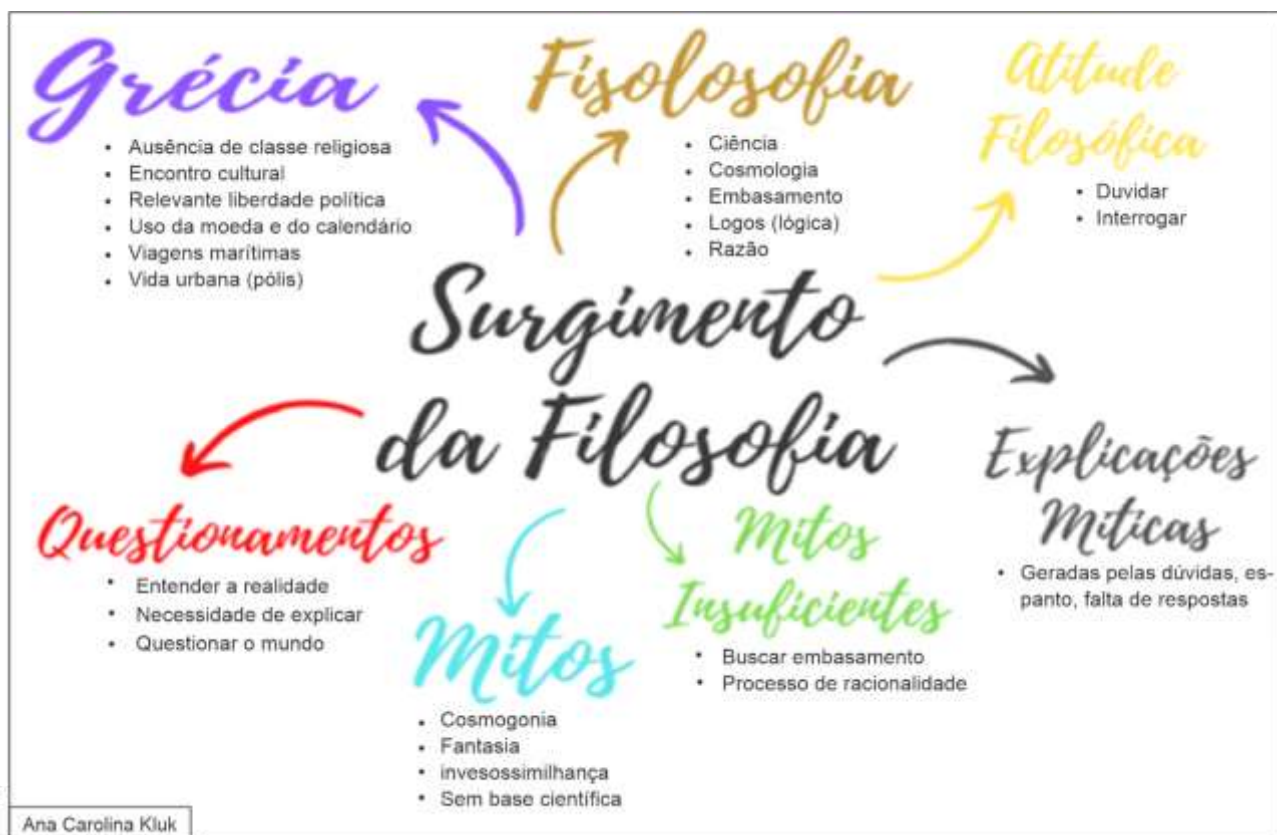 Grécia
• Ausência de classe religiosa
• Encontro cultural
• Relevante liberdade política
• Uso da moeda e do calendário
• Viagens marítimas
• Vida urbana (pólis)
Fisolosofia
• Ciência
• Cosmologia
• Embasamento
• Logos (lógica)
• Razão
Atitude
Filosófica
• Duvidar
• Interrogar
Surgimento
da Filosofia
Questionamentos
• Entender a realidade
• Necessidade de explicar
• Questionar o mundo
Mitos
• Cosmogonia
• Fantasia
• invesossimilhança
• Sem base científica
Mitos
Insuficientes
• Buscar embasamento
• Processo de racionalidade
Explicações
Míticas
• Geradas pelas dúvidas, es-
panto, falta de respostas
Ana Carolina Kluk